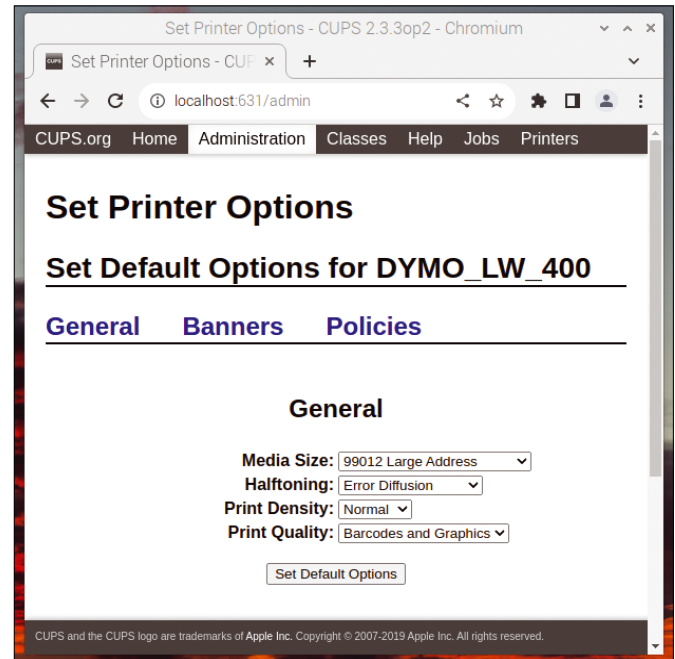 Set Printer Options - CUPS 2.3.3op2 - Chromium
CUPS Set Printer Options - CUP
localhost:631/admin
CUPS.org Home Administration Classes Help Jobs Printers
Set Printer Options
Set Default Options for DYMO_LW_400
General Banners Policies
General
Media Size: 99012 Large Address
Halftoning: Error Diffusion
Print Density: Normal
Print Quality: Barcodes and Graphics
Set Default Options
CUPS and the CUPS logo are trademarks of Apple Inc. Copyright © 2007-2019 Apple Inc. All rights reserved.